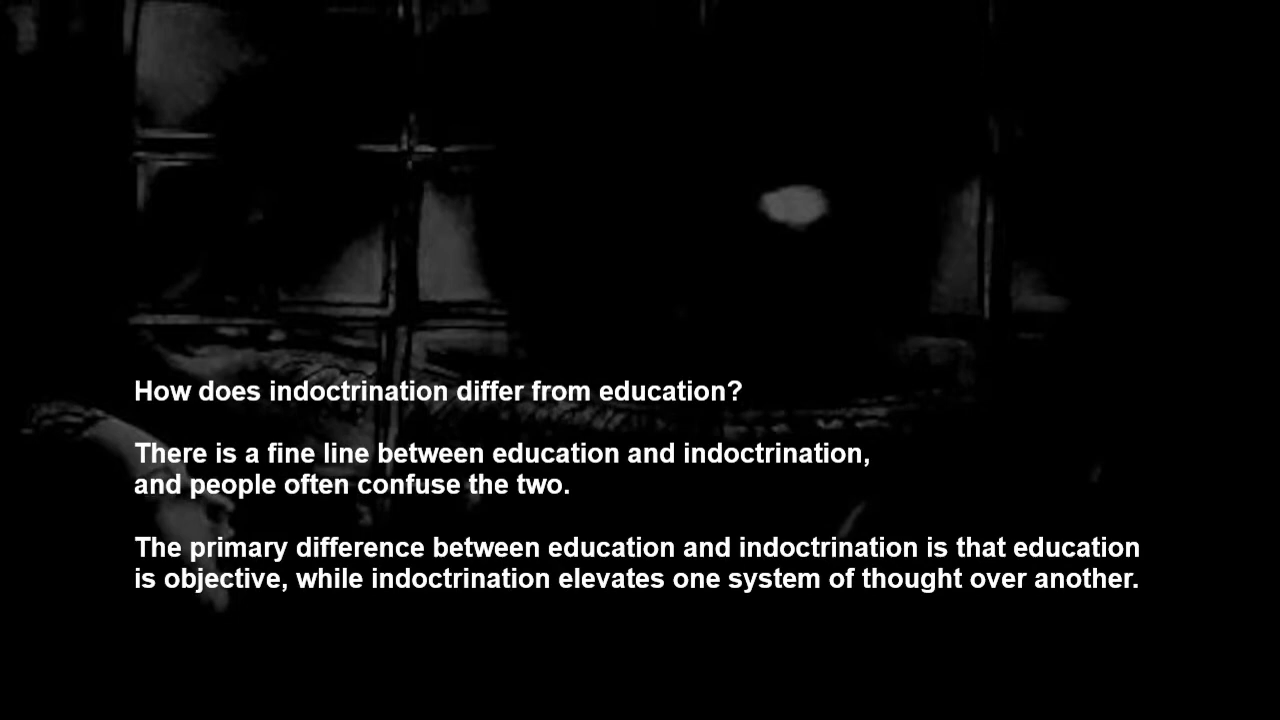 How does indoctrination differ from education?
There is a fine line between education and indoctrination,
and people often confuse the two.
The primary difference between education and indoctrination is that education
is objective, while indoctrination elevates one system of thought over another.